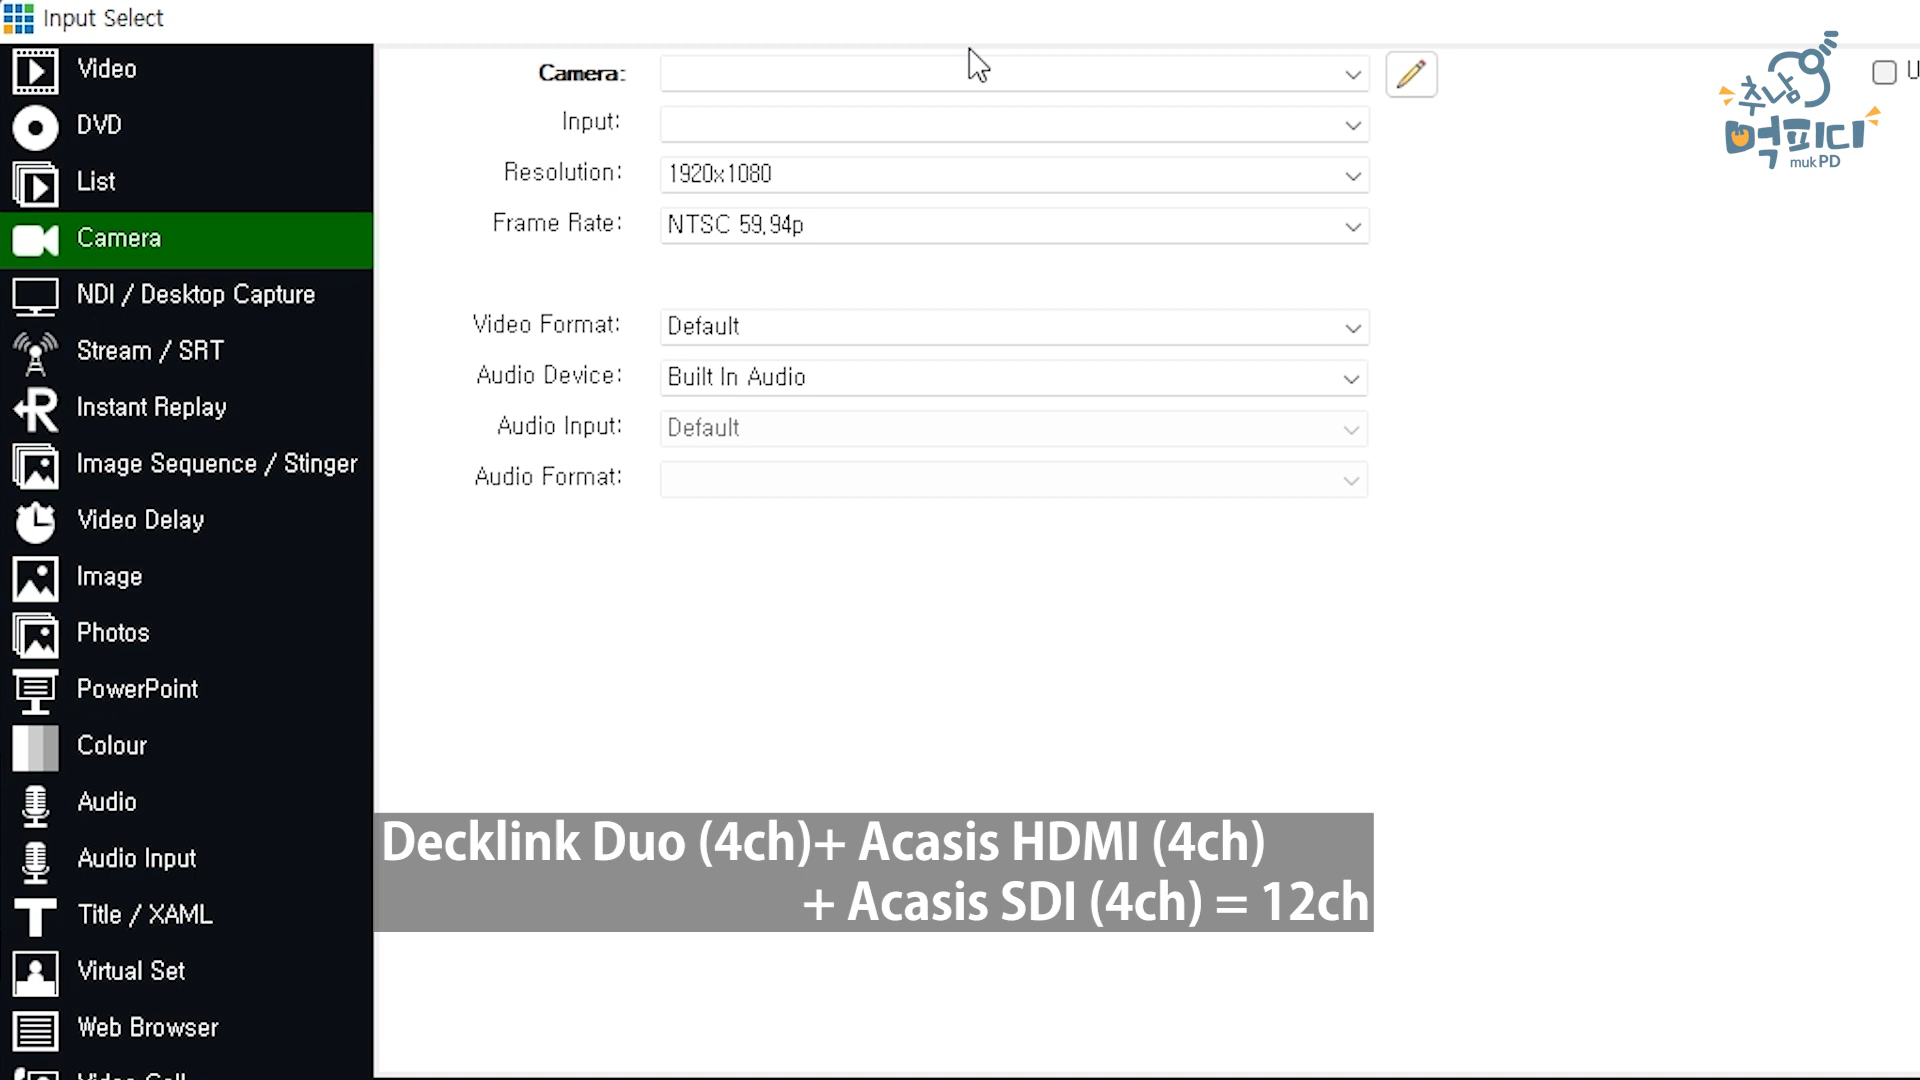 Input Select
Video
DVD
List
Camera
NDI / Desktop Capture
Stream / SRT
Instant Replay
Image Sequence / Stinger
Video Delay
Image
Photos
PowerPoint
Colour
Audio
Audio Input
Title / XAML
Virtual Set
Web Browser
Camera:
Input:
Resolution: 1920x1080
Frame Rate: NTSC 59.94p
Video Format: Default
Audio Device: Built In Audio
Audio Input: Default
Audio Format:
추냥
먹피디
muk PD
Decklink Duo (4ch)+ Acasis HDMI (4ch)
+ Acasis SDI (4ch) = 12ch